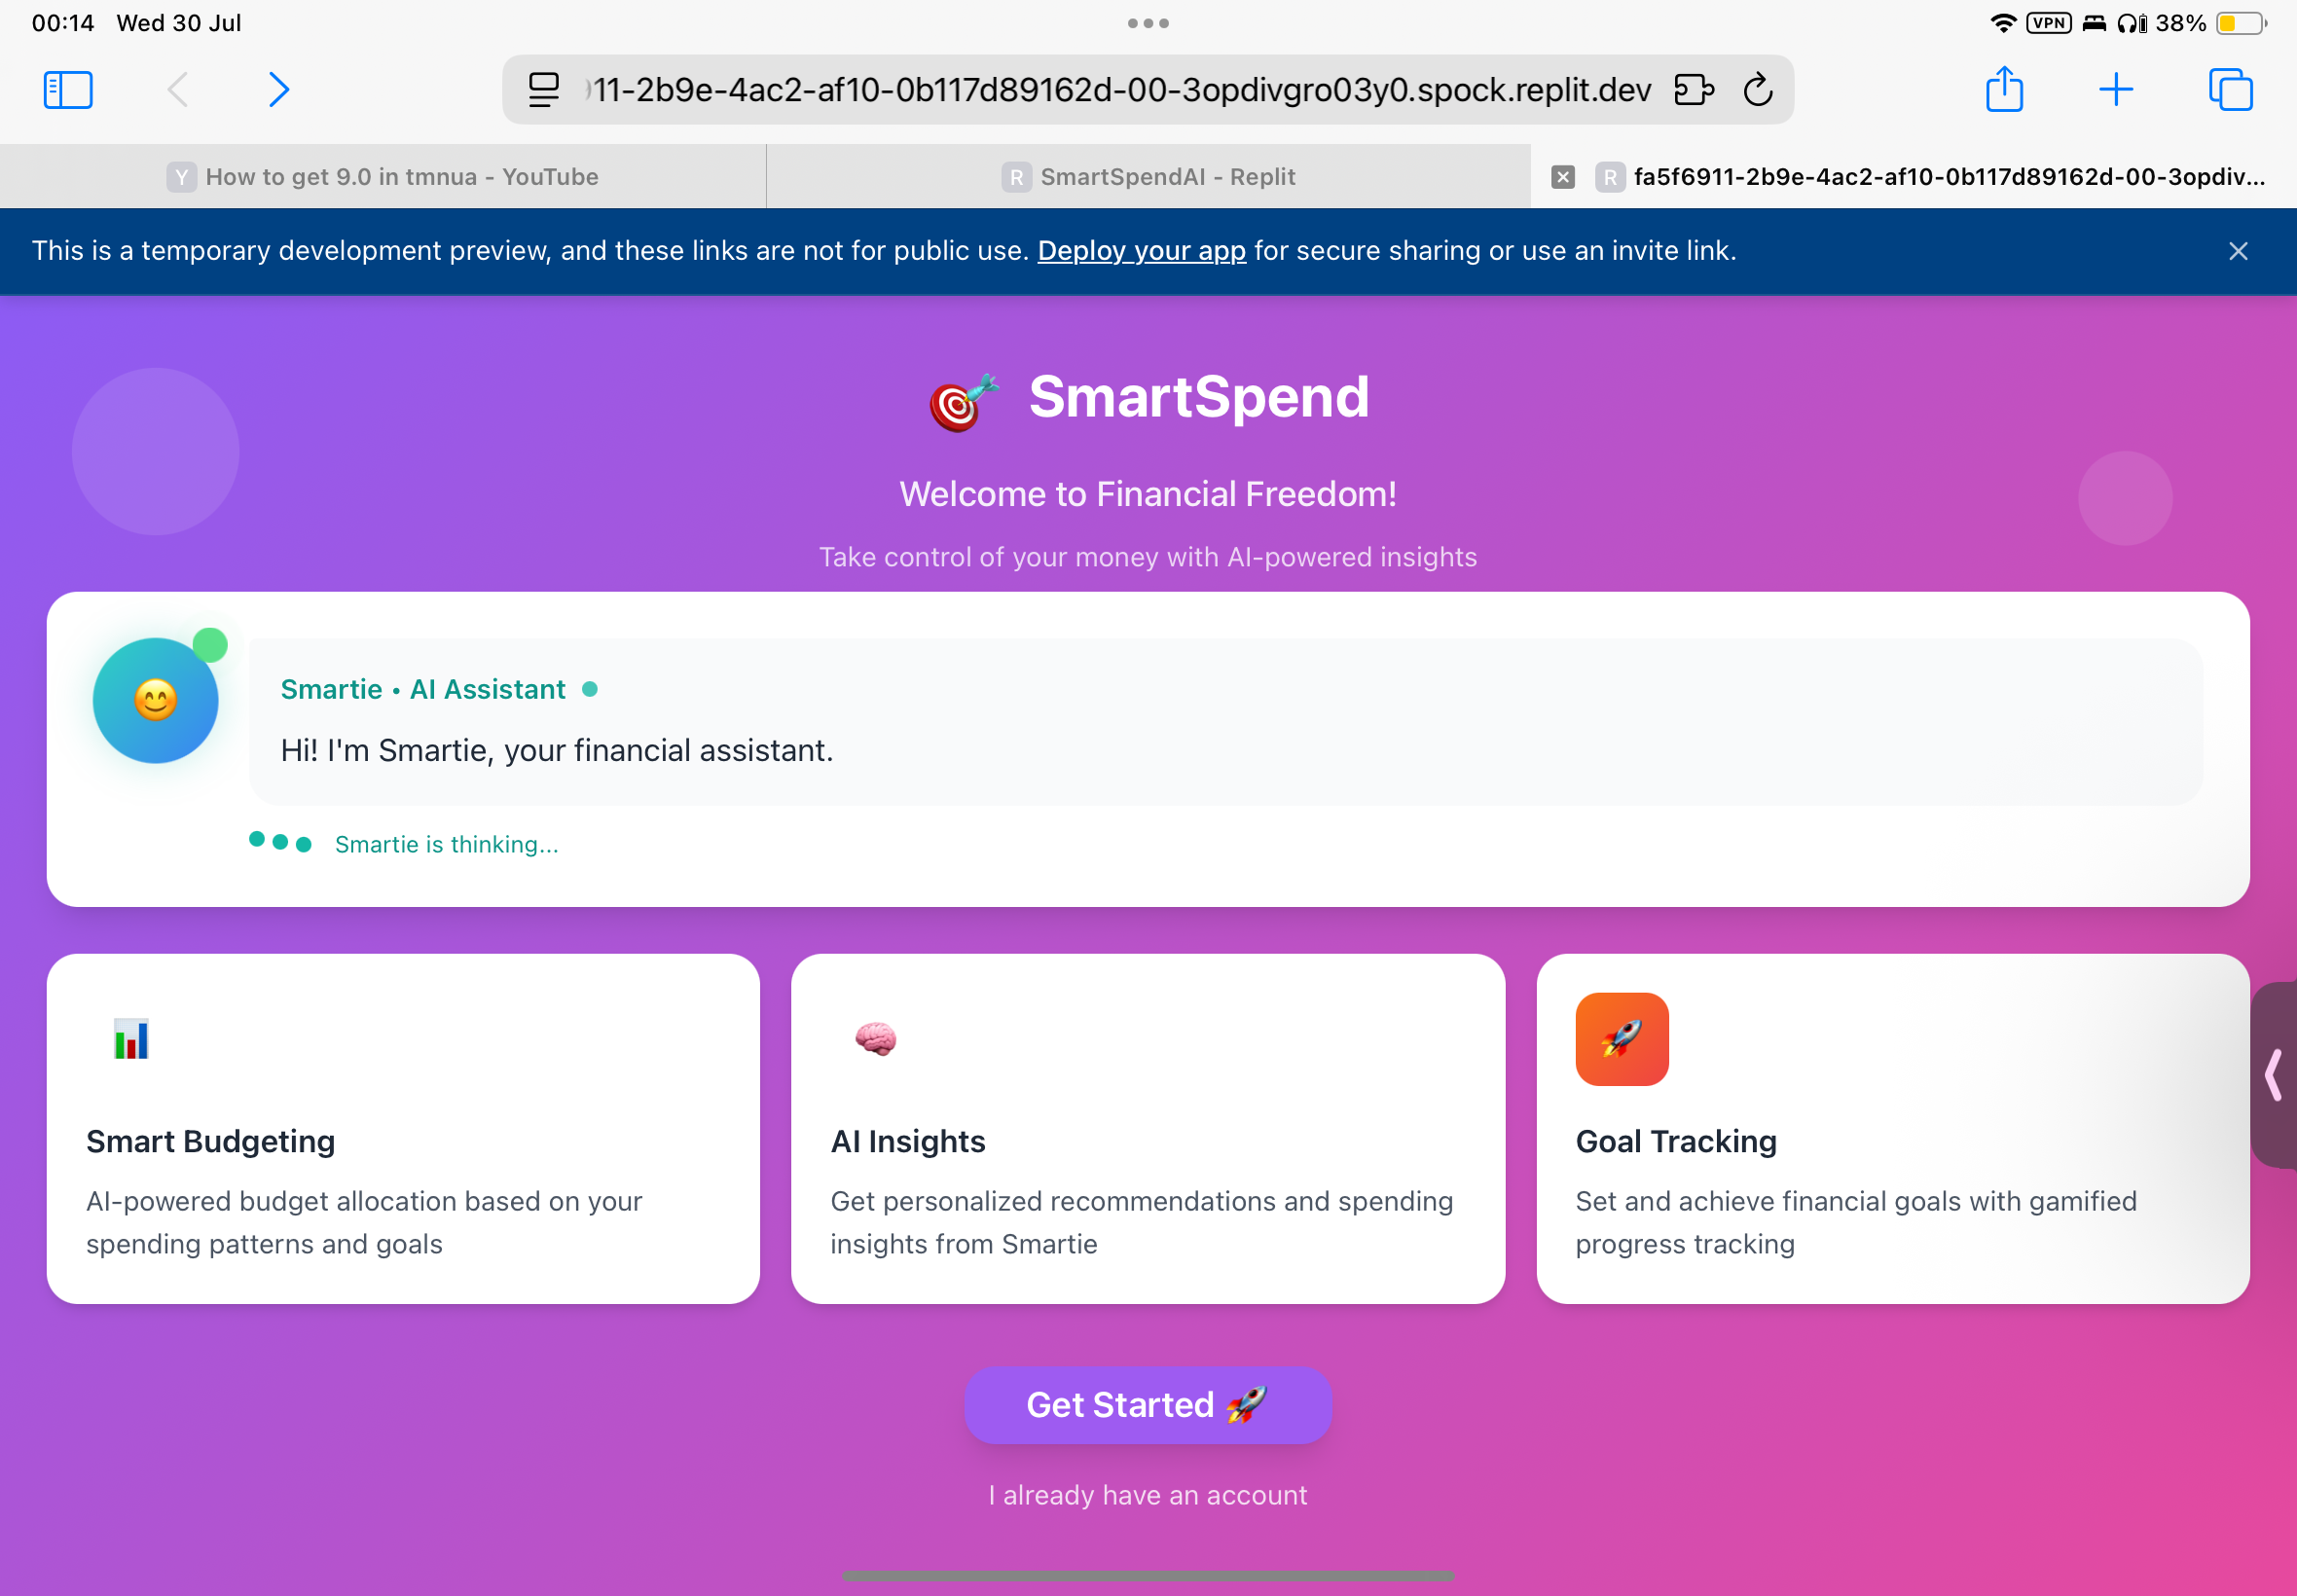 00:14 Wed 30 Jul
VPN 38%
11-2b9e-4ac2-af10-0b117d89162d-00-3opdivgro03y0.spock.replit.dev
Y How to get 9.0 in tmnua - YouTube
R SmartSpendAI - Replit
R fa5f6911-2b9e-4ac2-af10-0b117d89162d-00-3opdiv...
This is a temporary development preview, and these links are not for public use. Deploy your app for secure sharing or use an invite link.
SmartSpend
Welcome to Financial Freedom!
Take control of your money with AI-powered insights
Smartie • AI Assistant
Hi! I'm Smartie, your financial assistant.
Smartie is thinking...
Smart Budgeting
AI-powered budget allocation based on your
spending patterns and goals
AI Insights
Get personalized recommendations and spending
insights from Smartie
Goal Tracking
Set and achieve financial goals with gamified
progress tracking
Get Started 🚀
I already have an account